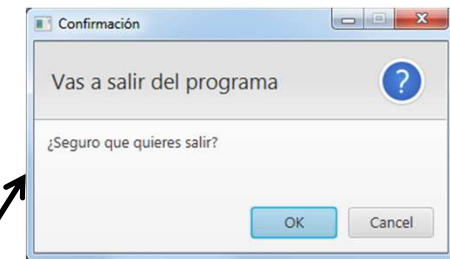 Confirmación
Vas a salir del programa
¿Seguro que quieres salir?
OK Cancel